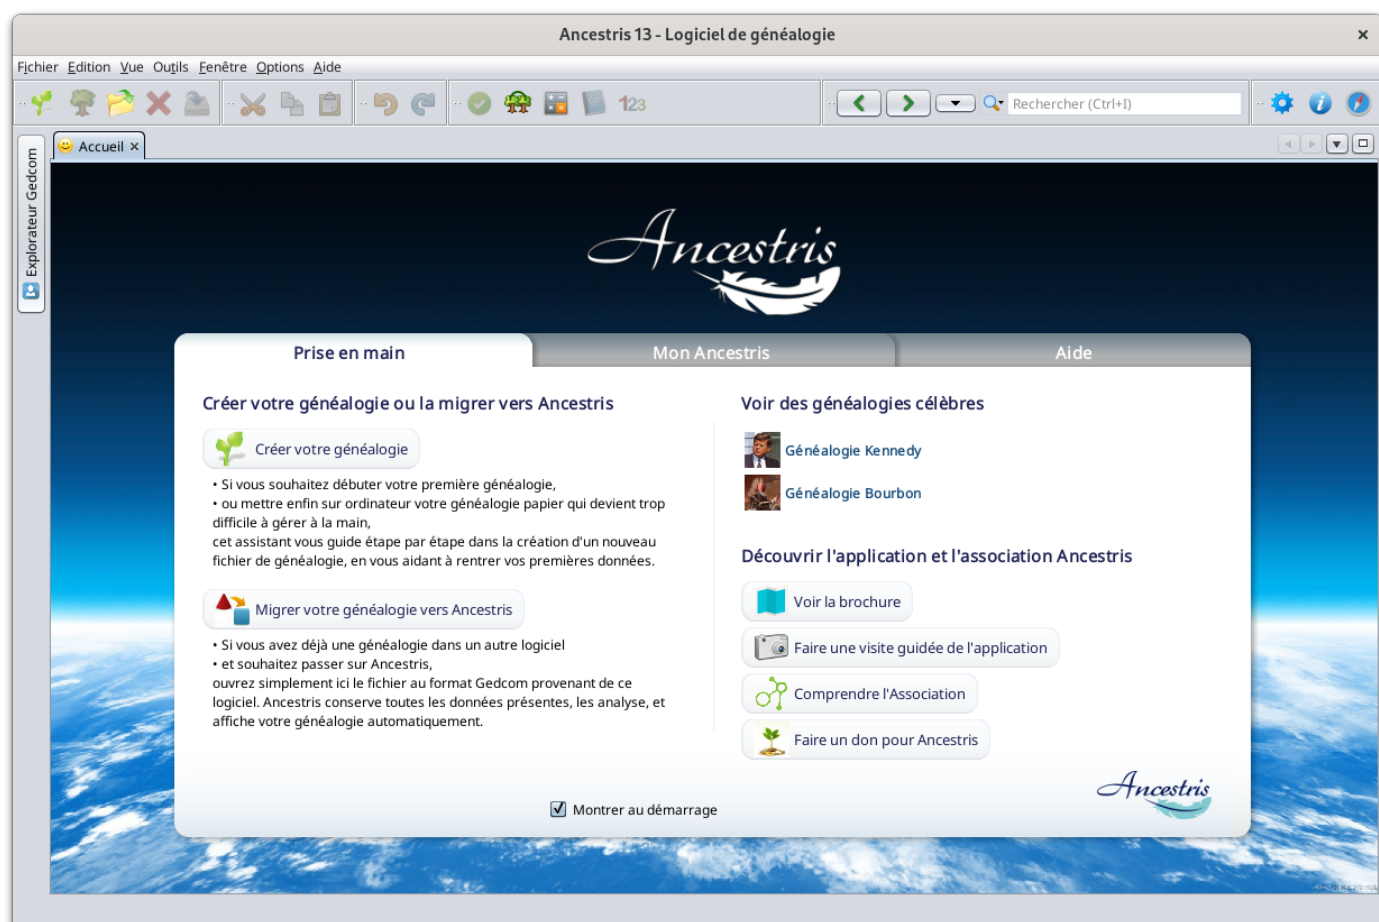 Ancestris 13 - Logiciel de généalogie
Fichier Edition Vue Outils Fenêtre Options Aide
123
Rechercher (Ctrl+I)
Explorateur Gedcom
Accueil
Ancestris
Prise en main
Mon Ancestris
Aide
Créer votre généalogie ou la migrer vers Ancestris
Créer votre généalogie
• Si vous souhaitez débuter votre première généalogie,
• ou mettre enfin sur ordinateur votre généalogie papier qui devient trop
difficile à gérer à la main,
cet assistant vous guide étape par étape dans la création d'un nouveau
fichier de généalogie, en vous aidant à rentrer vos premières données.
Migrer votre généalogie vers Ancestris
• Si vous avez déjà une généalogie dans un autre logiciel
• et souhaitez passer sur Ancestris,
ouvrez simplement ici le fichier au format Gedcom provenant de ce
logiciel. Ancestris conserve toutes les données présentes, les analyse, et
affiche votre généalogie automatiquement.
Voir des généalogies célèbres
Généalogie Kennedy
Généalogie Bourbon
Découvrir l'application et l'association Ancestris
Voir la brochure
Faire une visite guidée de l'application
Comprendre l'Association
Faire un don pour Ancestris
Ancestris
Montrer au démarrage